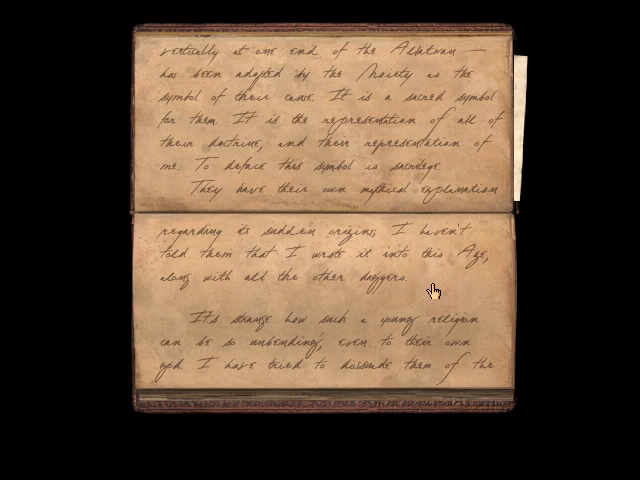 vertically at one end of the Allatwan —
has been adopted by the Moiety as the
symbol of their cause. It is a sacred symbol
for them. It is the representation of all of
their doctrine, and their representation of
me. To deface this symbol is sacrilege.
They have their own mythical explanation
regarding its sudden origins; I haven't
told them that I wrote it into this Age,
along with all the other daggers.
It's strange how such a young religion
can be so unbending, even to their own
god. I have tried to dissuade them of the